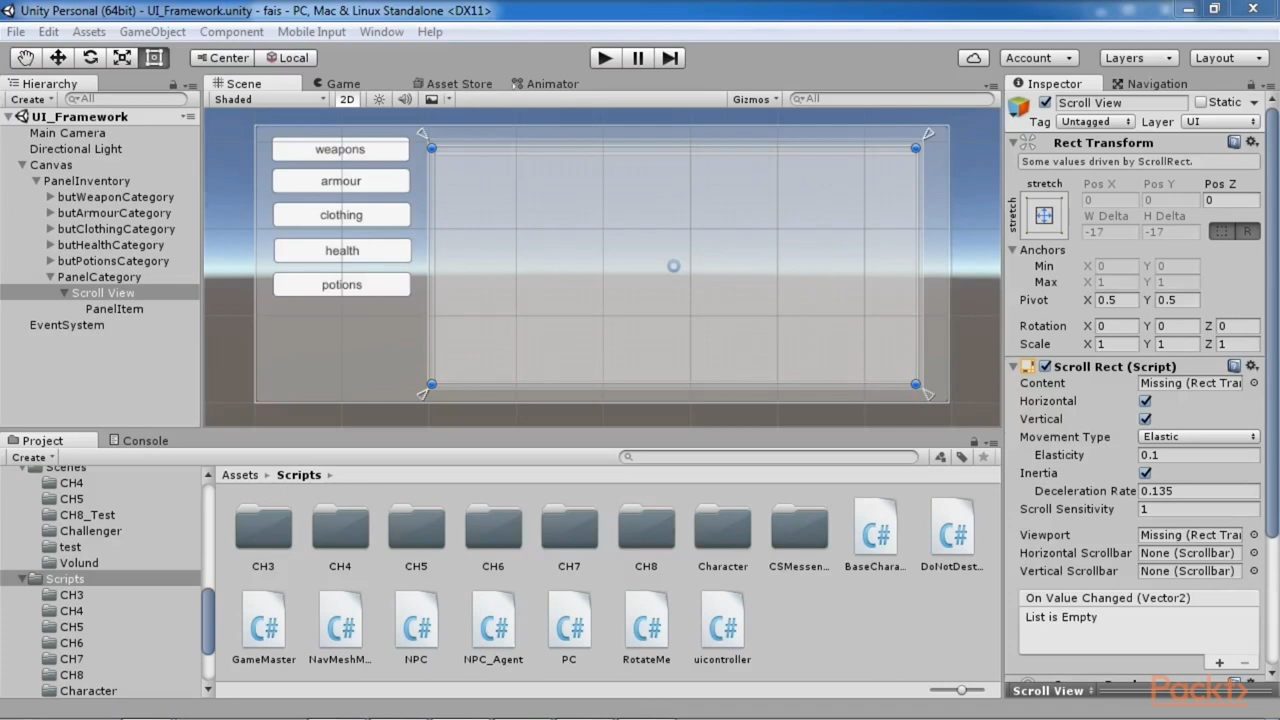 Unity Personal (64bit) - UI_Framework.unity - fais - PC, Mac & Linux Standalone <DX11>
File Edit Assets GameObject Component Mobile Input Window Help
Center Local Account Layers Layout
Hierarchy
Create All
UI_Framework
Main Camera
Directional Light
Canvas
PanelInventory
butWeaponCategory
butArmourCategory
butClothingCategory
butHealthCategory
butPotionsCategory
PanelCategory
Scroll View
PanelItem
EventSystem
Scene Game Asset Store Animator
Shaded 2D Gizmos All
weapons
armour
clothing
health
potions
Inspector Navigation
Scroll View Static
Tag Untagged Layer UI
Rect Transform
Some values driven by ScrollRect.
stretch Pos X Pos Y Pos Z
stretch
0 0 0
W Delta H Delta
-17 -17 R
Anchors
Min X 0 Y 0
Max X 1 Y 1
Pivot X 0.5 Y 0.5
Rotation X 0 Y 0 Z 0
Scale X 1 Y 1 Z 1
Scroll Rect (Script)
Content Missing (Rect Tra
Horizontal
Vertical
Movement Type Elastic
Elasticity 0.1
Inertia
Deceleration Rate 0.135
Scroll Sensitivity 1
Viewport Missing (Rect Tra
Horizontal Scrollbar None (Scrollbar)
Vertical Scrollbar None (Scrollbar)
On Value Changed (Vector2)
List is Empty
Scroll View
Project Console
Create
Scenes
CH4
CH5
CH8_Test
Challenger
test
Volund
Scripts
CH3
CH4
CH5
CH6
CH7
CH8
Character
Assets Scripts
C# C#
CH3 CH4 CH5 CH6 CH7 CH8 Character CSMessen... BaseChara... DoNotDest...
C# C# C# C# C# C# C#
GameMaster NavMeshM... NPC NPC_Agent PC RotateMe uicontroller
Packt